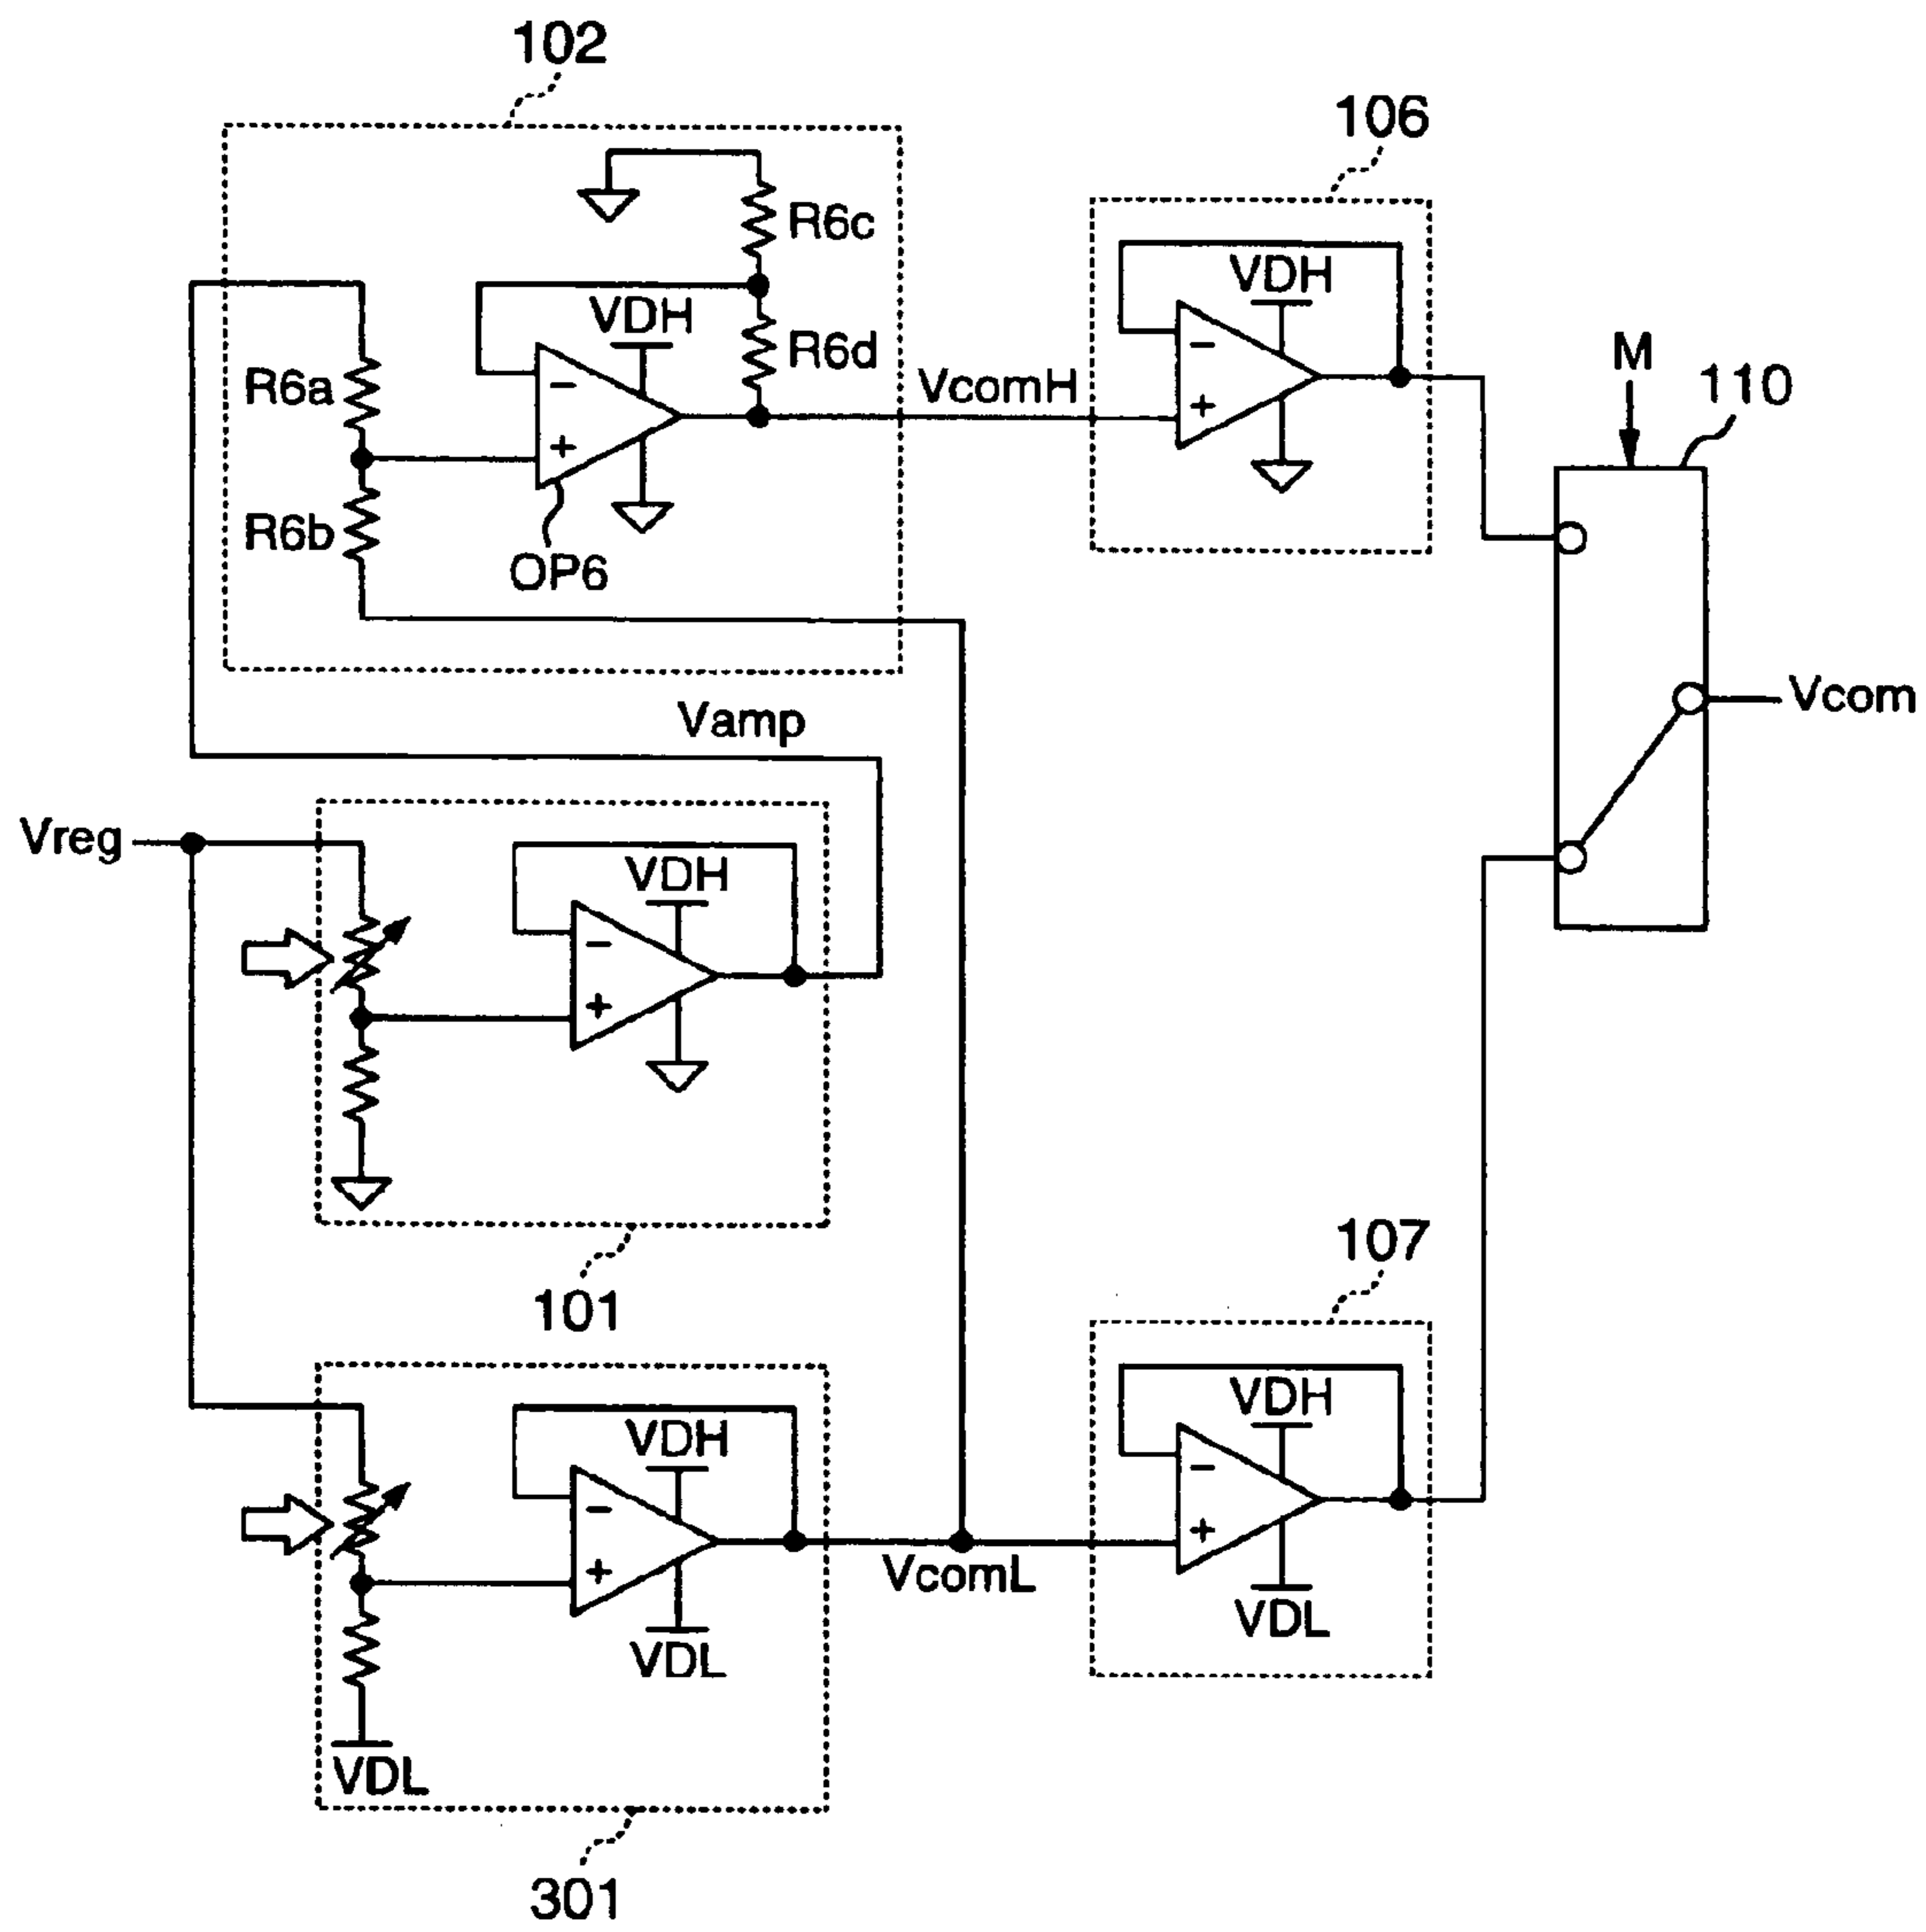 102
106
R6c
VDH
VDH
R6d
M
R6a
−
VcomH
−
110
+
+
R6b
OP6
Vcom
Vamp
Vreg
VDH
−
+
107
101
VDH
VDH
−
−
+
+
VcomL
VDL
VDL
VDL
301